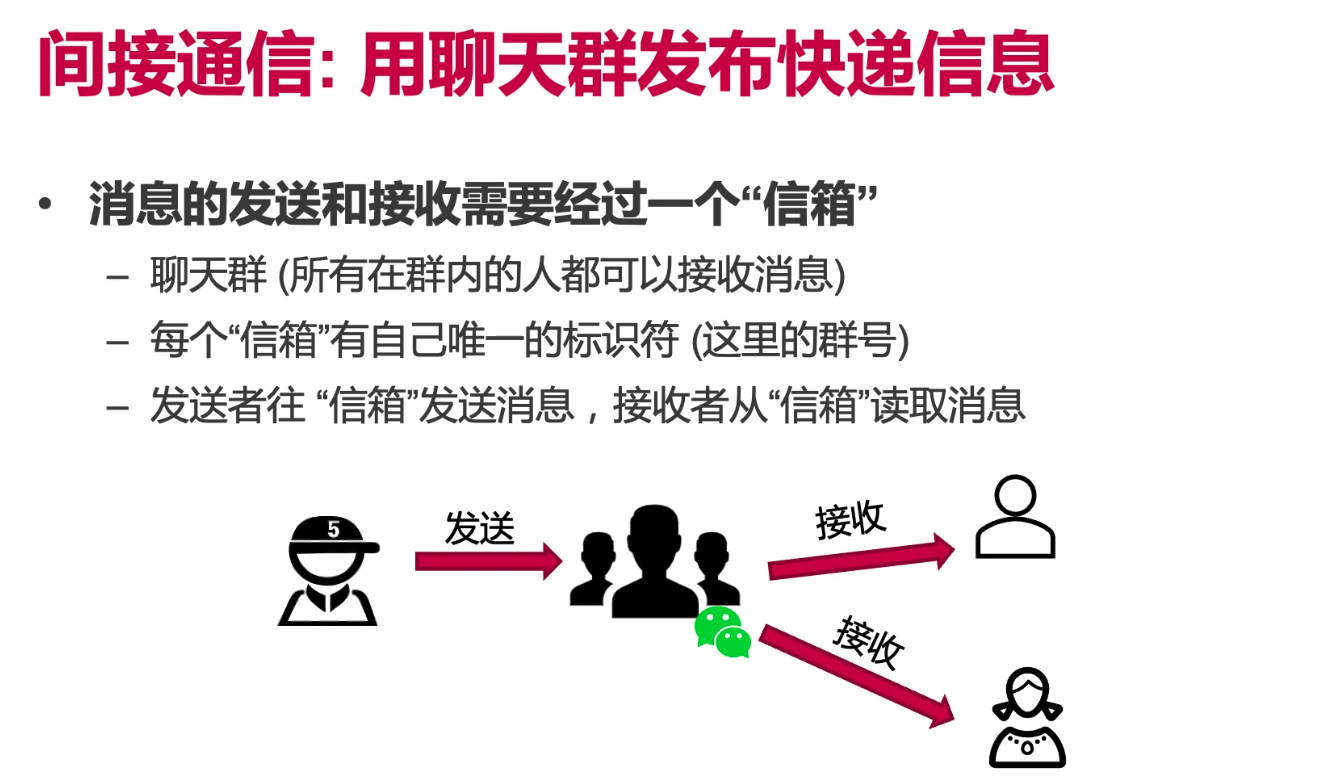 间接通信: 用聊天群发布快递信息
• 消息的发送和接收需要经过一个“信箱”
– 聊天群 (所有在群内的人都可以接收消息)
– 每个“信箱”有自己唯一的标识符 (这里的群号)
– 发送者往 “信箱”发送消息，接收者从“信箱”读取消息
5
发送
接收
接收